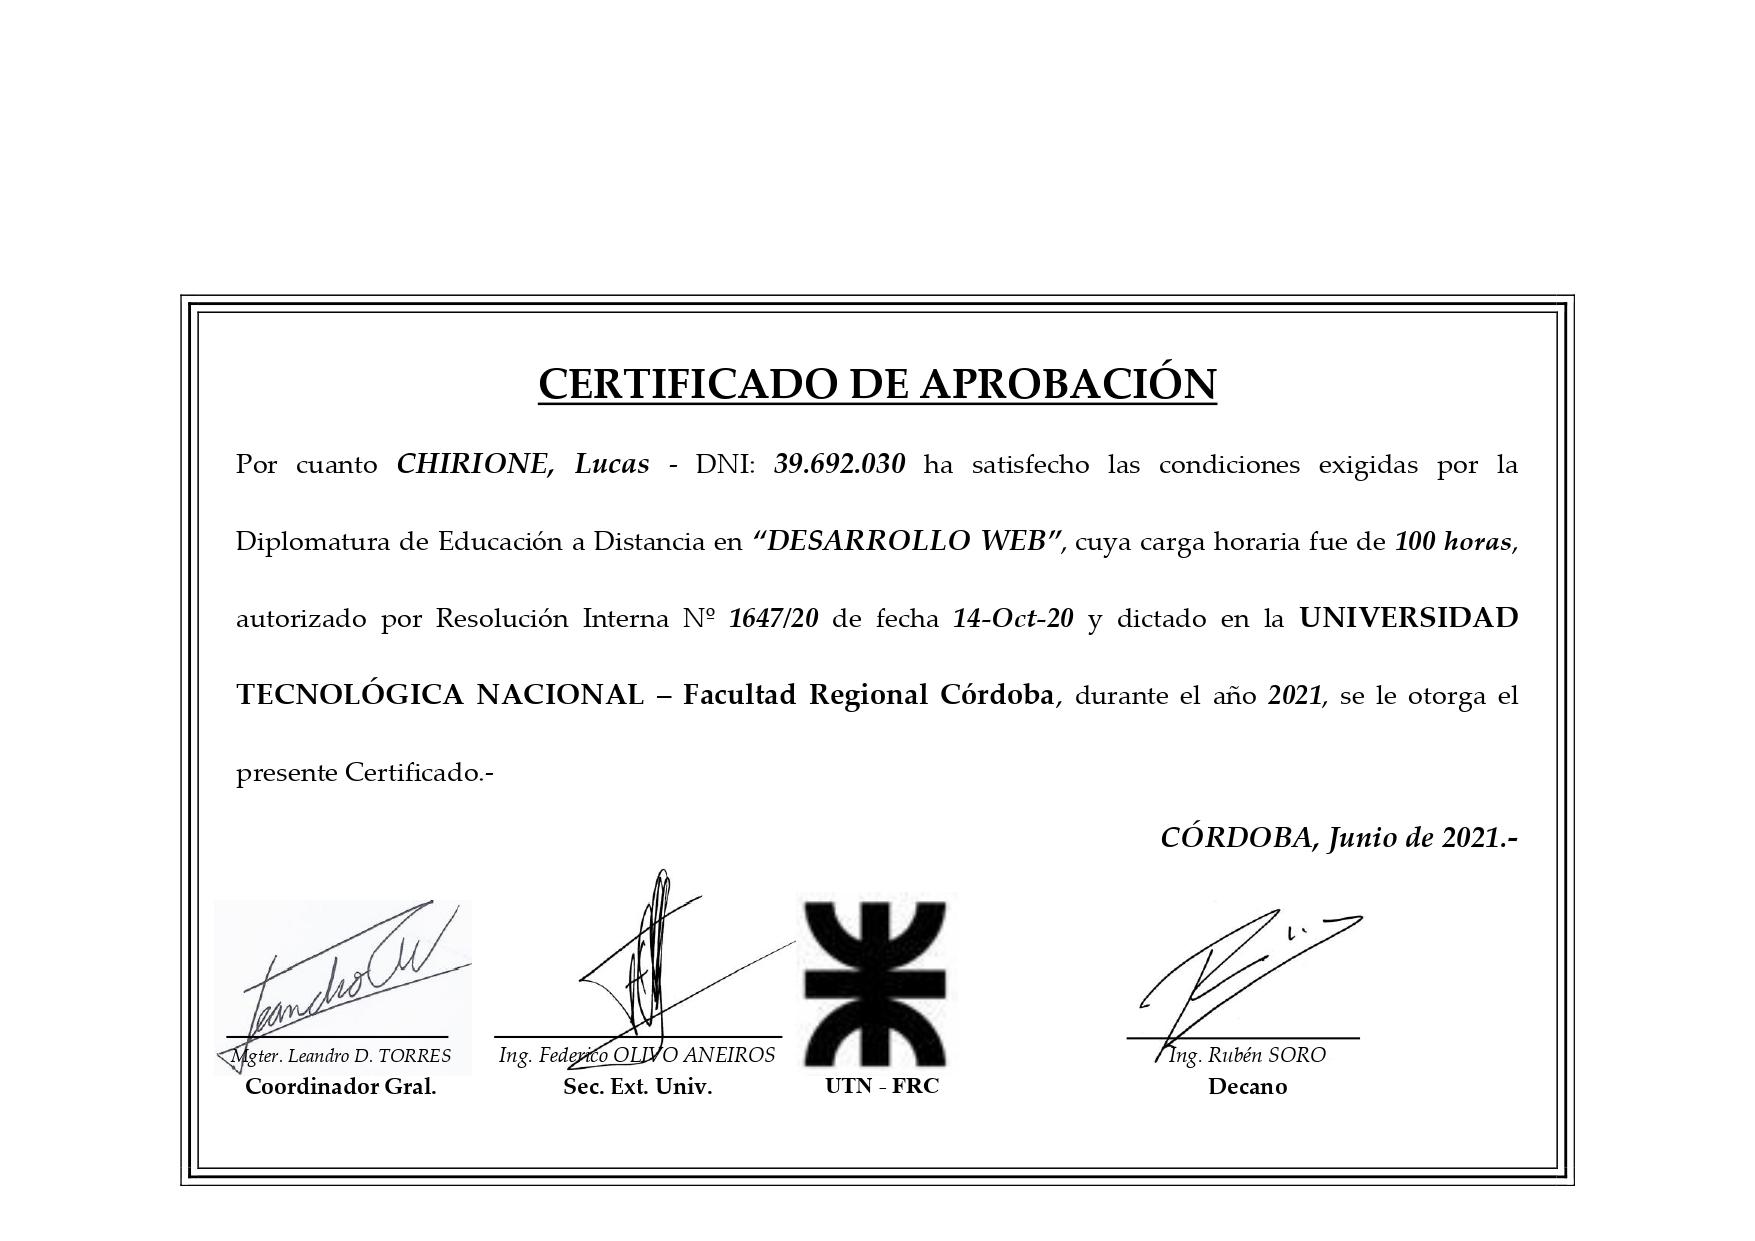 CERTIFICADO DE APROBACIÓN
Por cuanto CHIRIONE, Lucas - DNI: 39.692.030 ha satisfecho las condiciones exigidas por la
Diplomatura de Educación a Distancia en “DESARROLLO WEB”, cuya carga horaria fue de 100 horas,
autorizado por Resolución Interna Nº 1647/20 de fecha 14-Oct-20 y dictado en la UNIVERSIDAD
TECNOLÓGICA NACIONAL – Facultad Regional Córdoba, durante el año 2021, se le otorga el
presente Certificado.-
CÓRDOBA, Junio de 2021.-
Mgter. Leandro D. TORRES
Coordinador Gral.
Ing. Federico OLIVO ANEIROS
Sec. Ext. Univ.
UTN - FRC
Ing. Rubén SORO
Decano